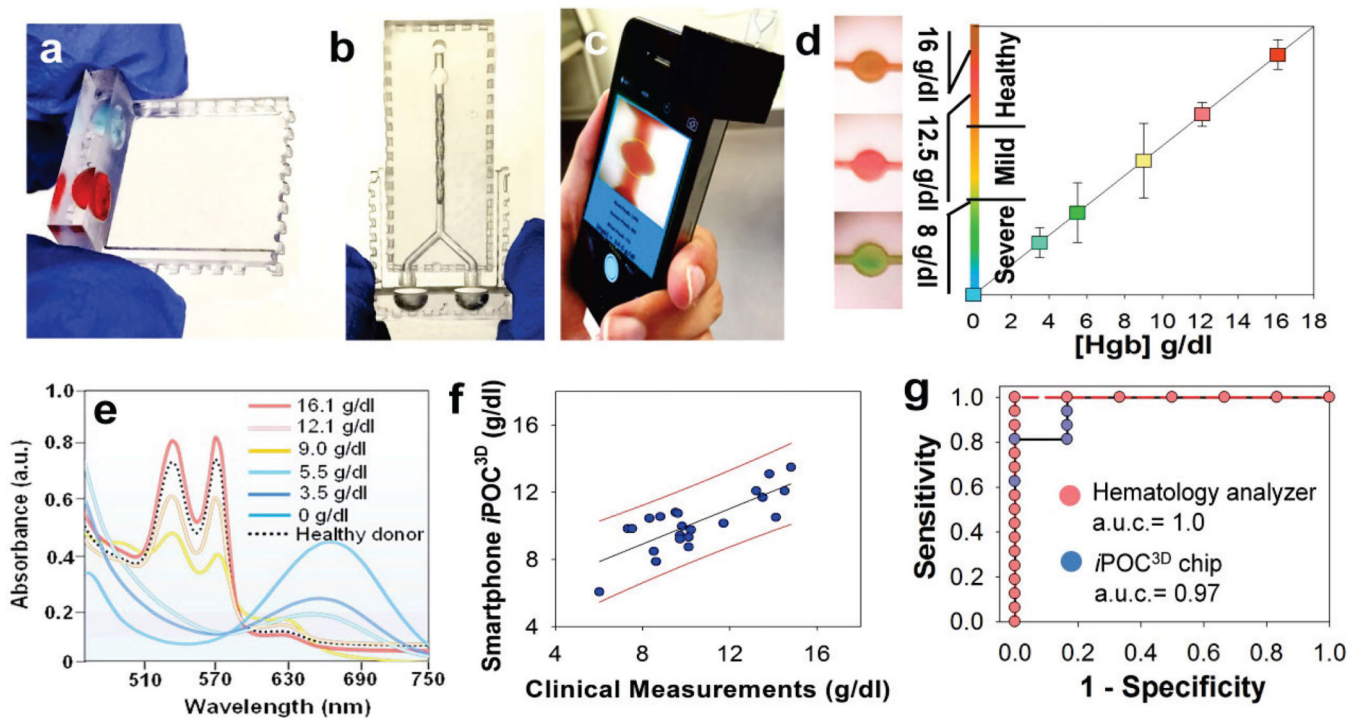 a
b
c
d
16 g/dl
12.5 g/dl
8 g/dl
Healthy
Mild
Severe
0 2 4 6 8 10 12 14 16 18
[Hgb] g/dl
e
1.0
0.8
0.6
0.4
0.2
0
Absorbance (a.u.)
16.1 g/dl
12.1 g/dl
9.0 g/dl
5.5 g/dl
3.5 g/dl
0 g/dl
Healthy donor
510 570 630 690 750
Wavelength (nm)
f
16
12
8
4
Smartphone iPOC3D (g/dl)
4 8 12 16
Clinical Measurements (g/dl)
g
1.0
0.8
0.6
0.4
0.2
0.0
Sensitivity
Hematology analyzer
a.u.c.= 1.0
iPOC3D chip
a.u.c.= 0.97
0.0 0.2 0.4 0.6 0.8 1.0
1 - Specificity